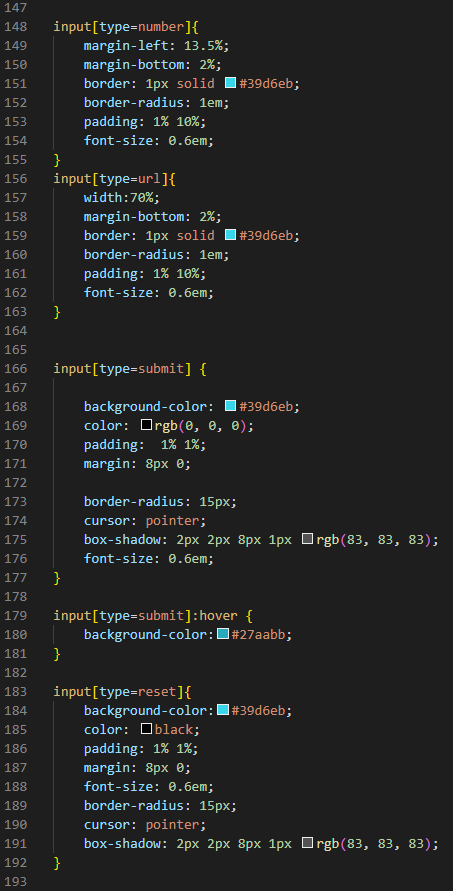 147
148 input[type=number]{
149     margin-left: 13.5%;
150     margin-bottom: 2%;
151     border: 1px solid #39d6eb;
152     border-radius: 1em;
153     padding: 1% 10%;
154     font-size: 0.6em;
155 }
156 input[type=url]{
157     width:70%;
158     margin-bottom: 2%;
159     border: 1px solid #39d6eb;
160     border-radius: 1em;
161     padding: 1% 10%;
162     font-size: 0.6em;
163 }
164
165
166 input[type=submit] {
167
168     background-color: #39d6eb;
169     color: rgb(0, 0, 0);
170     padding:  1% 1%;
171     margin: 8px 0;
172
173     border-radius: 15px;
174     cursor: pointer;
175     box-shadow: 2px 2px 8px 1px rgb(83, 83, 83);
176     font-size: 0.6em;
177 }
178
179 input[type=submit]:hover {
180     background-color:#27aabb;
181 }
182
183 input[type=reset]{
184     background-color:#39d6eb;
185     color: black;
186     padding: 1% 1%;
187     margin: 8px 0;
188     font-size: 0.6em;
189     border-radius: 15px;
190     cursor: pointer;
191     box-shadow: 2px 2px 8px 1px rgb(83, 83, 83);
192 }
193